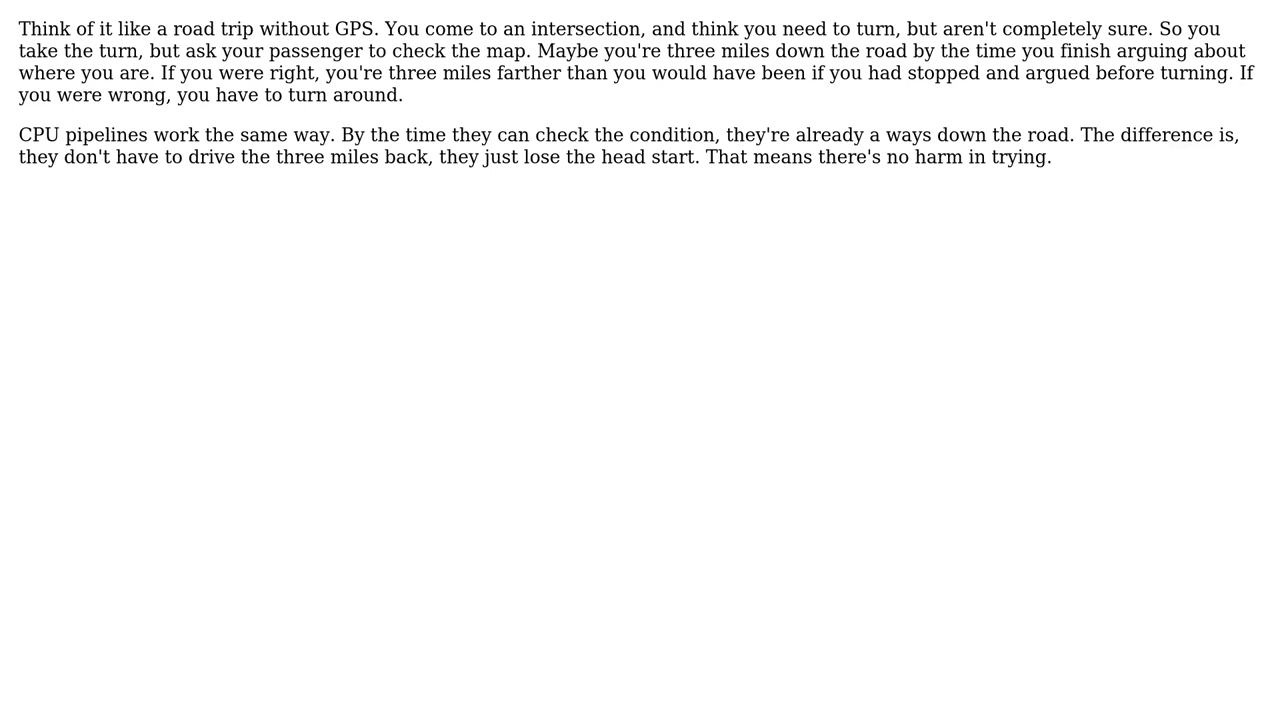 Think of it like a road trip without GPS. You come to an intersection, and think you need to turn, but aren't completely sure. So you
take the turn, but ask your passenger to check the map. Maybe you're three miles down the road by the time you finish arguing about
where you are. If you were right, you're three miles farther than you would have been if you had stopped and argued before turning. If
you were wrong, you have to turn around.
CPU pipelines work the same way. By the time they can check the condition, they're already a ways down the road. The difference is,
they don't have to drive the three miles back, they just lose the head start. That means there's no harm in trying.